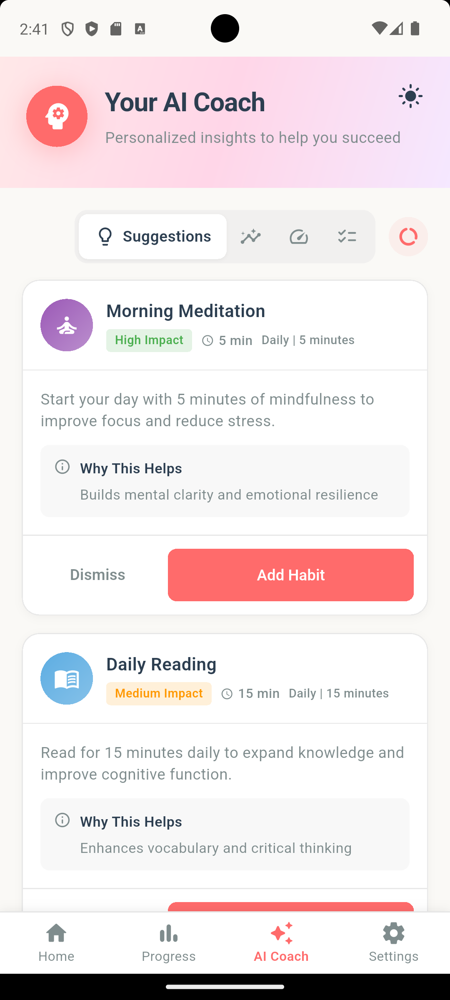 2:41
Your AI Coach
Personalized insights to help you succeed
Suggestions
Morning Meditation
High Impact 5 min Daily | 5 minutes
Start your day with 5 minutes of mindfulness to
improve focus and reduce stress.
Why This Helps
Builds mental clarity and emotional resilience
Dismiss Add Habit
Daily Reading
Medium Impact 15 min Daily | 15 minutes
Read for 15 minutes daily to expand knowledge and
improve cognitive function.
Why This Helps
Enhances vocabulary and critical thinking
Home Progress AI Coach Settings